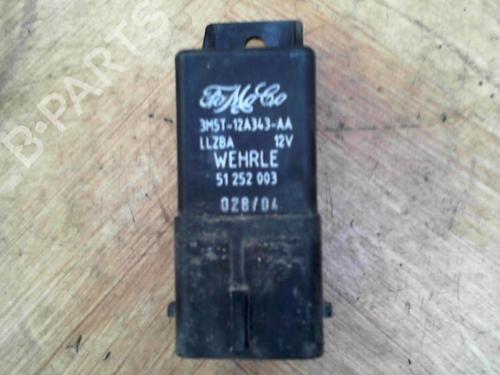 FoMoCo
3M5T-12A343-AA
LLZBA 12V
WEHRLE
51 252 003
028/04
B-PARTS